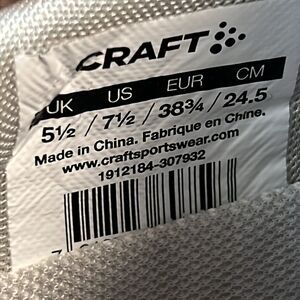 CRAFT
UK US EUR CM
5½ / 7½ / 38¾ / 24.5
Made in China. Fabriqué en Chine.
www.craftsportswear.com
1912184-307932